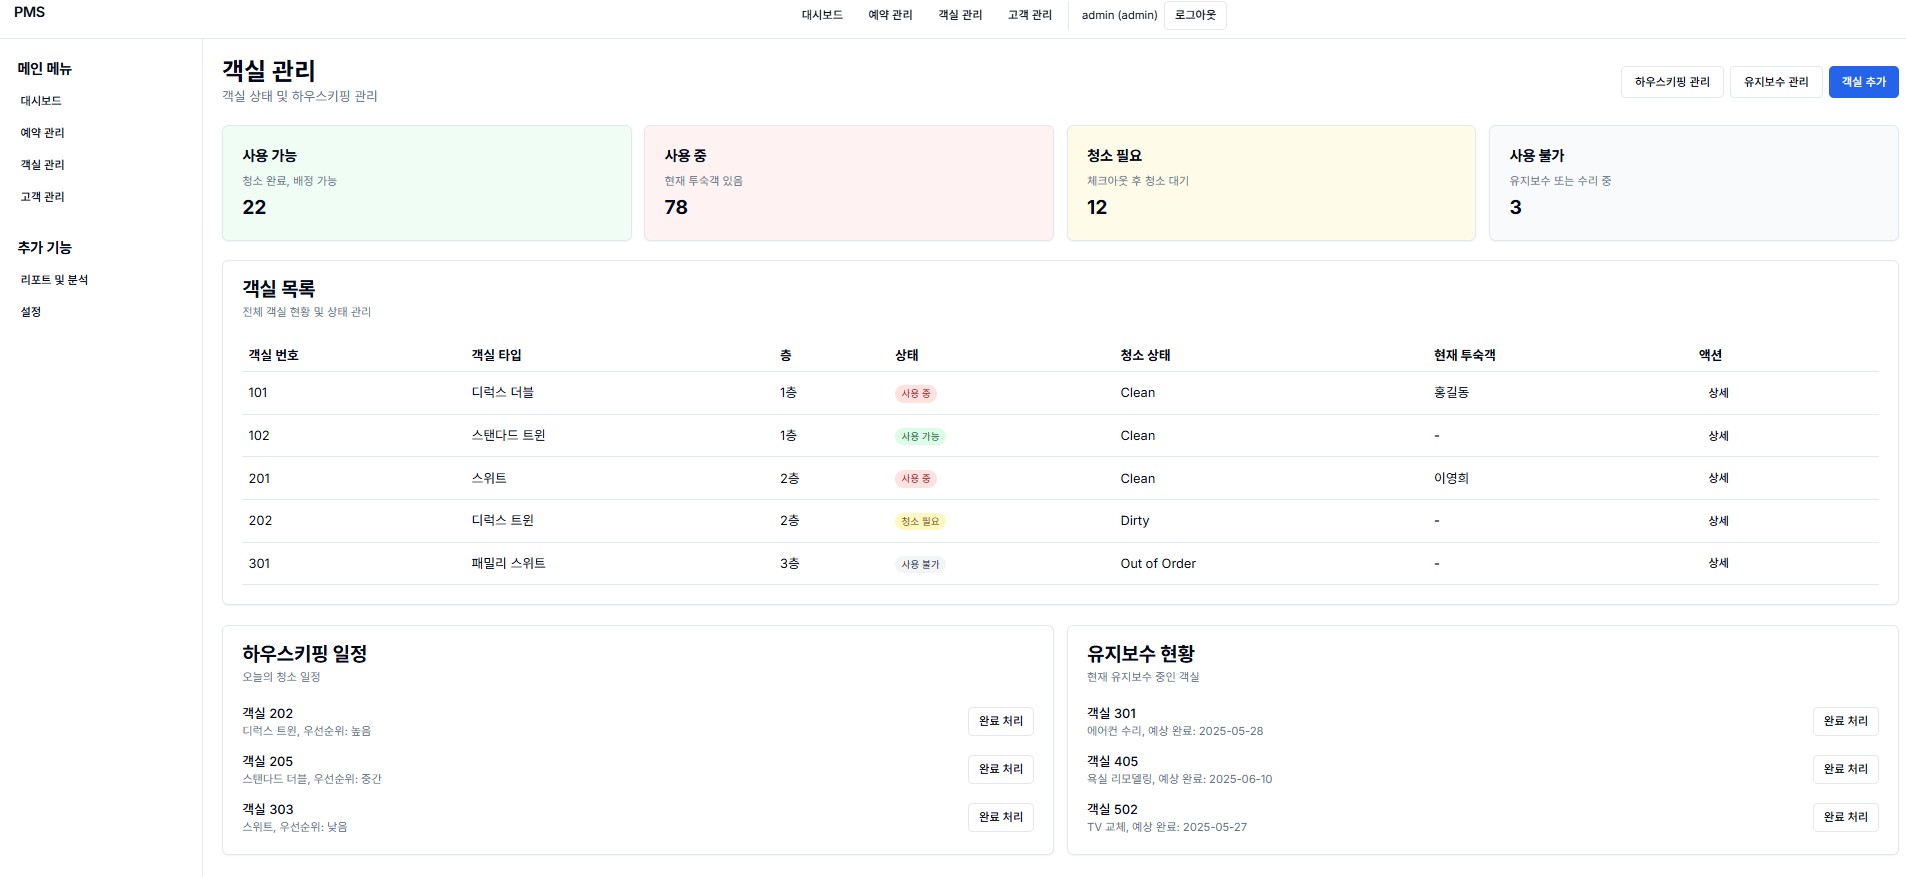 PMS
대시보드 예약 관리 객실 관리 고객 관리 admin (admin) 로그아웃
메인 메뉴
대시보드
예약 관리
객실 관리
고객 관리
추가 기능
리포트 및 분석
설정
객실 관리
객실 상태 및 하우스키핑 관리
하우스키핑 관리 유지보수 관리 객실 추가
사용 가능
청소 완료, 배정 가능
22
사용 중
현재 투숙객 있음
78
청소 필요
체크아웃 후 청소 대기
12
사용 불가
유지보수 또는 수리 중
3
객실 목록
전체 객실 현황 및 상태 관리
객실 번호 객실 타입 층 상태 청소 상태 현재 투숙객 액션
101 디럭스 더블 1층 사용 중 Clean 홍길동 상세
102 스탠다드 트윈 1층 사용 가능 Clean - 상세
201 스위트 2층 사용 중 Clean 이영희 상세
202 디럭스 트윈 2층 청소 필요 Dirty - 상세
301 패밀리 스위트 3층 사용 불가 Out of Order - 상세
하우스키핑 일정
오늘의 청소 일정
객실 202
디럭스 트윈, 우선순위: 높음
완료 처리
객실 205
스탠다드 더블, 우선순위: 중간
완료 처리
객실 303
스위트, 우선순위: 낮음
완료 처리
유지보수 현황
현재 유지보수 중인 객실
객실 301
에어컨 수리, 예상 완료: 2025-05-28
완료 처리
객실 405
욕실 리모델링, 예상 완료: 2025-06-10
완료 처리
객실 502
TV 교체, 예상 완료: 2025-05-27
완료 처리